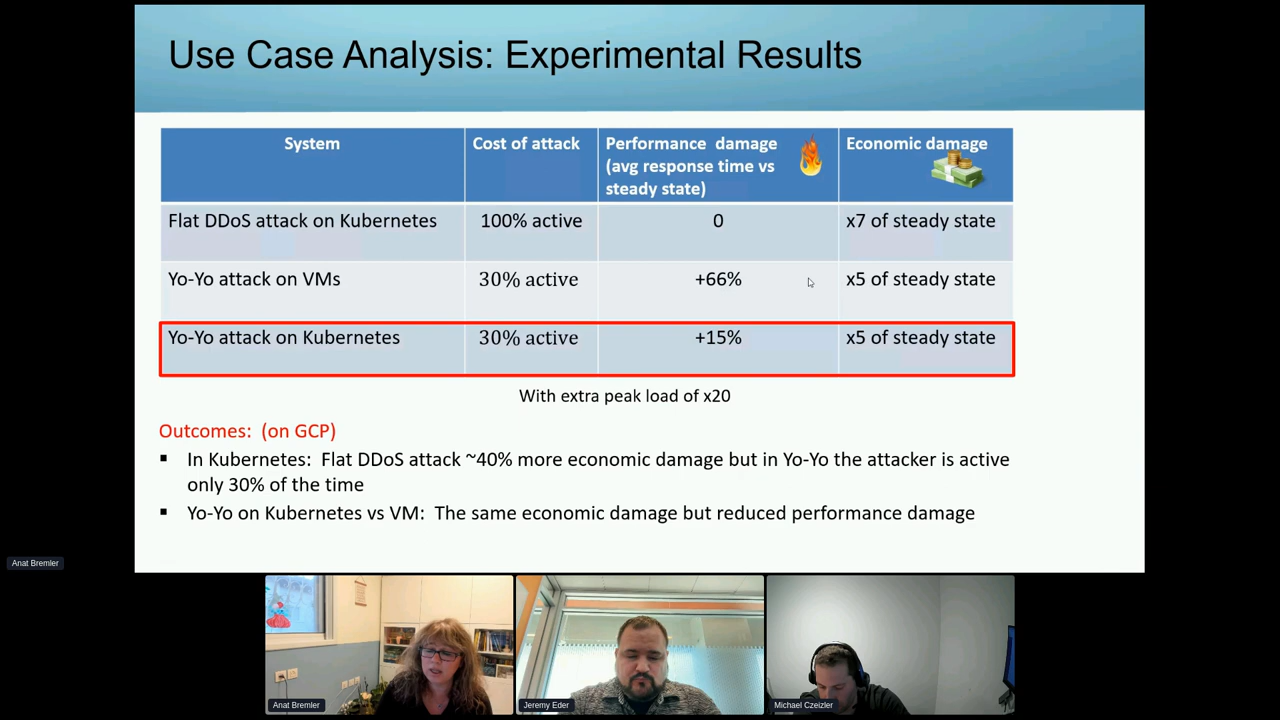 Use Case Analysis: Experimental Results
System
Cost of attack
Performance damage
(avg response time vs
steady state)
Economic damage
Flat DDoS attack on Kubernetes
100% active
0
x7 of steady state
Yo-Yo attack on VMs
30% active
+66%
x5 of steady state
Yo-Yo attack on Kubernetes
30% active
+15%
x5 of steady state
With extra peak load of x20
Outcomes: (on GCP)
▪ In Kubernetes: Flat DDoS attack ~40% more economic damage but in Yo-Yo the attacker is active
only 30% of the time
▪ Yo-Yo on Kubernetes vs VM: The same economic damage but reduced performance damage
Anat Bremler
Anat Bremler
Jeremy Eder
Michael Czeizler